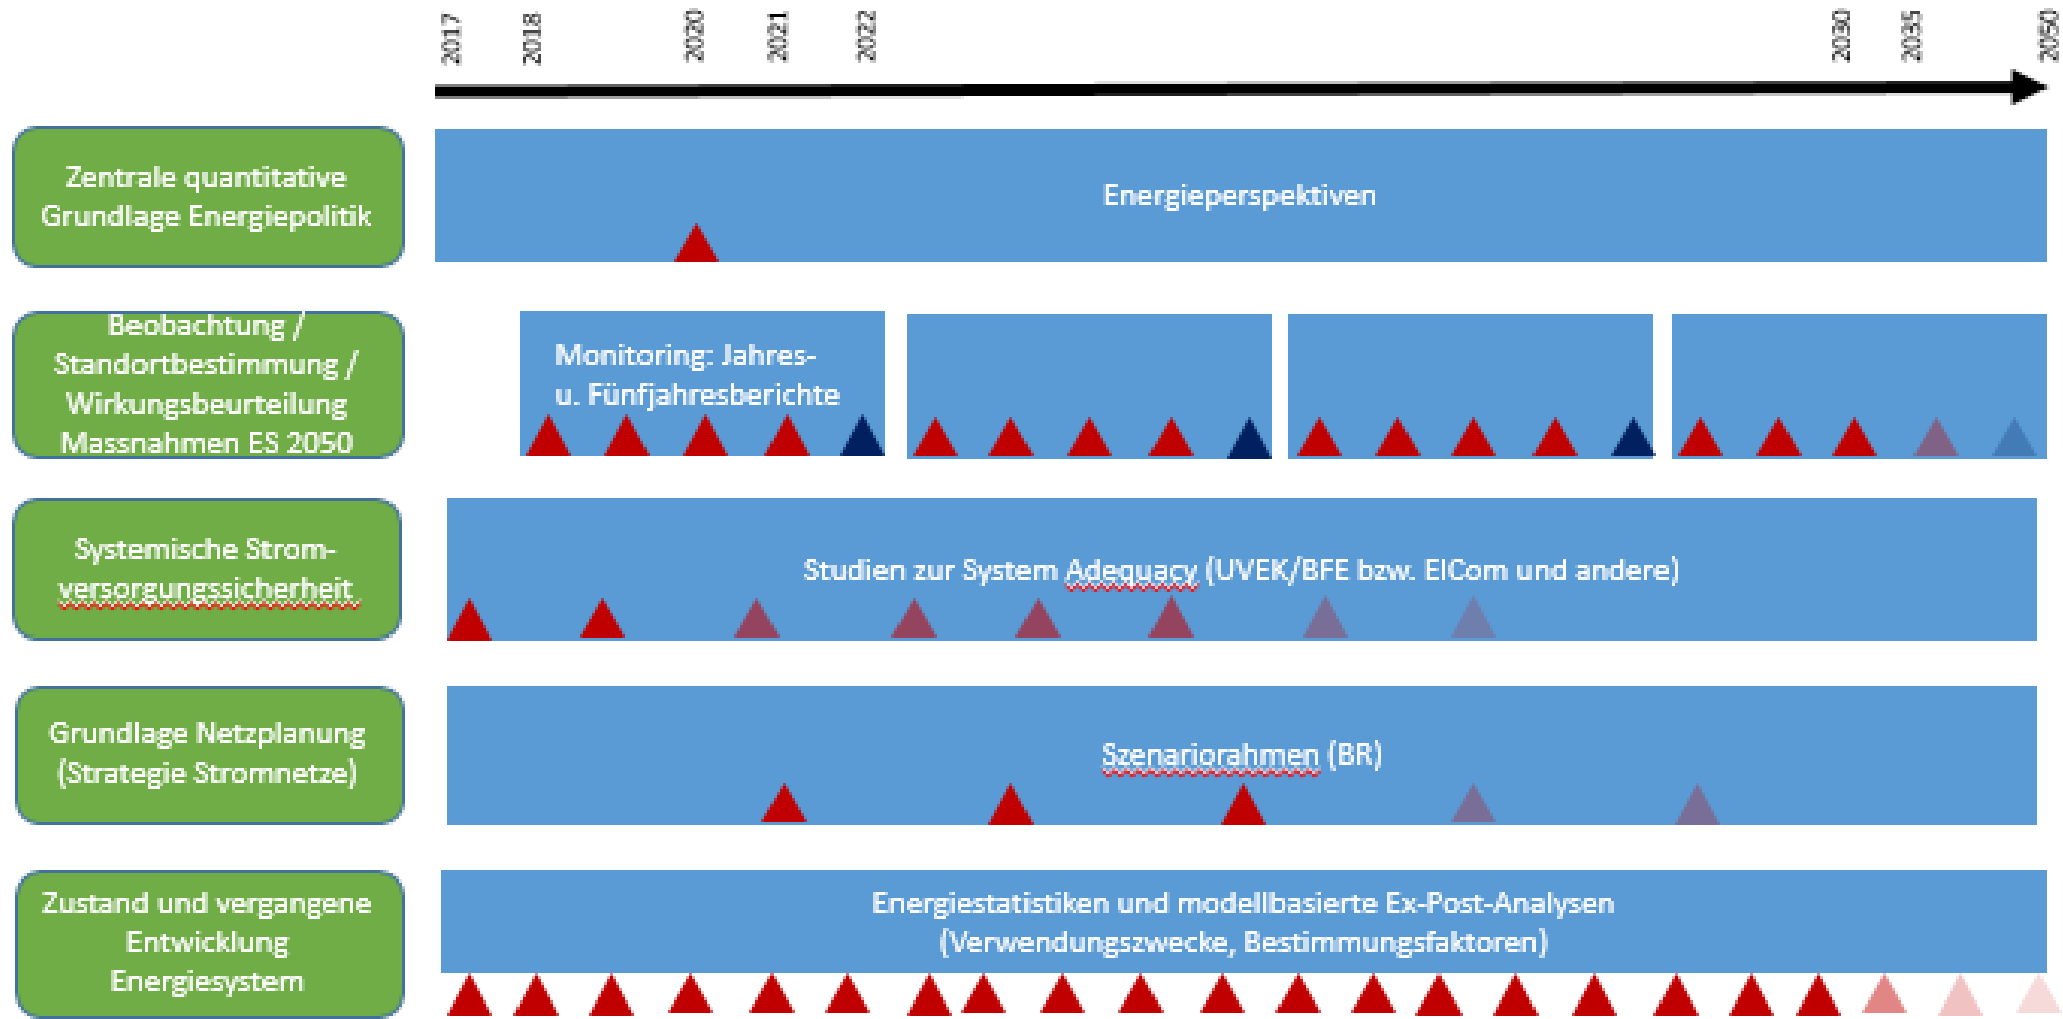 2017
2018
2020
2021
2022
2030
2035
2050
Zentrale quantitative
Grundlage Energiepolitik
Energieperspektiven
Beobachtung /
Standortbestimmung /
Wirkungsbeurteilung
Massnahmen ES 2050
Monitoring: Jahres-
u. Fünfjahresberichte
Systemische Strom-
versorgungssicherheit
Studien zur System Adequacy (UVEK/BFE bzw. ElCom und andere)
Grundlage Netzplanung
(Strategie Stromnetze)
Szenariorahmen (BR)
Zustand und vergangene
Entwicklung
Energiesystem
Energiestatistiken und modellbasierte Ex-Post-Analysen
(Verwendungszwecke, Bestimmungsfaktoren)